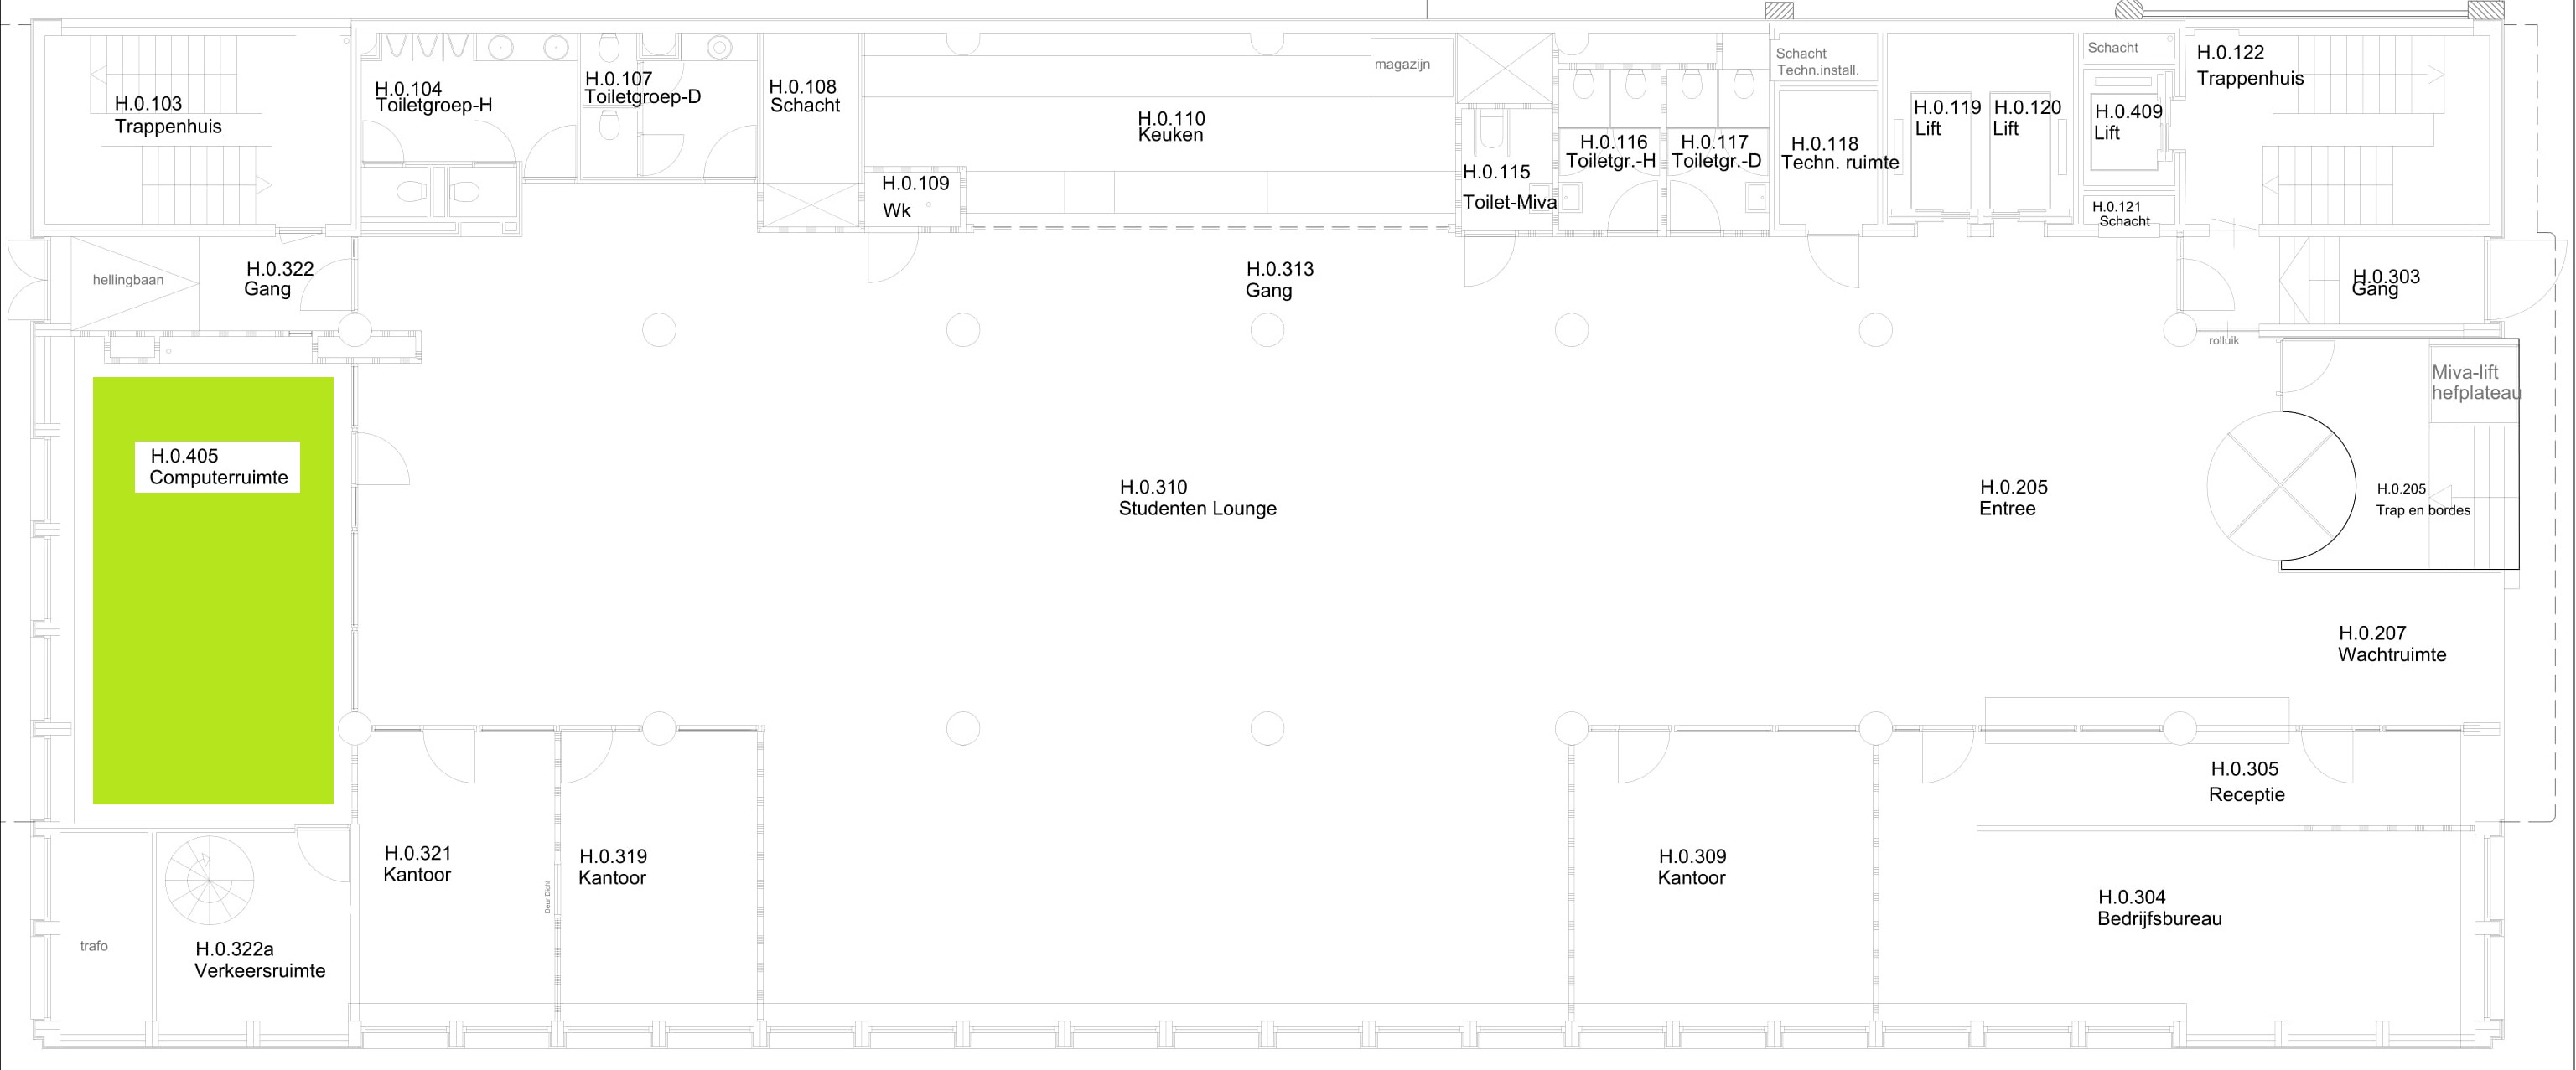 H.0.103
Trappenhuis
H.0.104
Toiletgroep-H
H.0.107
Toiletgroep-D
H.0.108
Schacht
H.0.109
Wk
H.0.110
Keuken
magazijn
H.0.115
Toilet-Miva
H.0.116
Toiletgr.-H
H.0.117
Toiletgr.-D
Schacht
Techn.install.
H.0.118
Techn. ruimte
H.0.119
Lift
H.0.120
Lift
Schacht
H.0.409
Lift
H.0.121
Schacht
H.0.122
Trappenhuis
hellingbaan
H.0.322
Gang
H.0.313
Gang
H.0.303
Gang
rolluik
Miva-lift
hefplateau
H.0.405
Computerruimte
H.0.310
Studenten Lounge
H.0.205
Entree
H.0.205
Trap en bordes
H.0.207
Wachtruimte
H.0.305
Receptie
H.0.321
Kantoor
Deur Dicht
H.0.319
Kantoor
H.0.309
Kantoor
H.0.304
Bedrijfsbureau
trafo
H.0.322a
Verkeersruimte